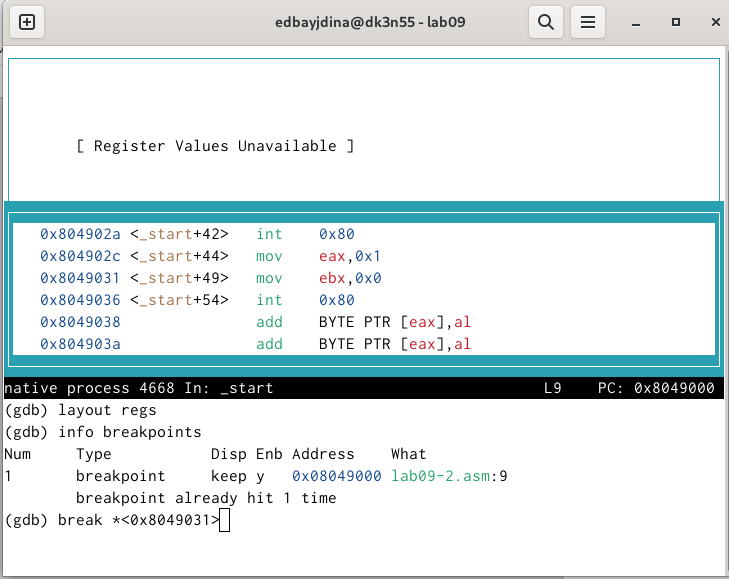 edbayjdina@dk3n55 - lab09
[ Register Values Unavailable ]
0x804902a <_start+42> int 0x80
0x804902c <_start+44> mov eax,0x1
0x8049031 <_start+49> mov ebx,0x0
0x8049036 <_start+54> int 0x80
0x8049038 add BYTE PTR [eax],al
0x804903a add BYTE PTR [eax],al
native process 4668 In: _start L9 PC: 0x8049000
(gdb) layout regs
(gdb) info breakpoints
Num Type Disp Enb Address What
1 breakpoint keep y 0x08049000 lab09-2.asm:9
breakpoint already hit 1 time
(gdb) break *<0x8049031>